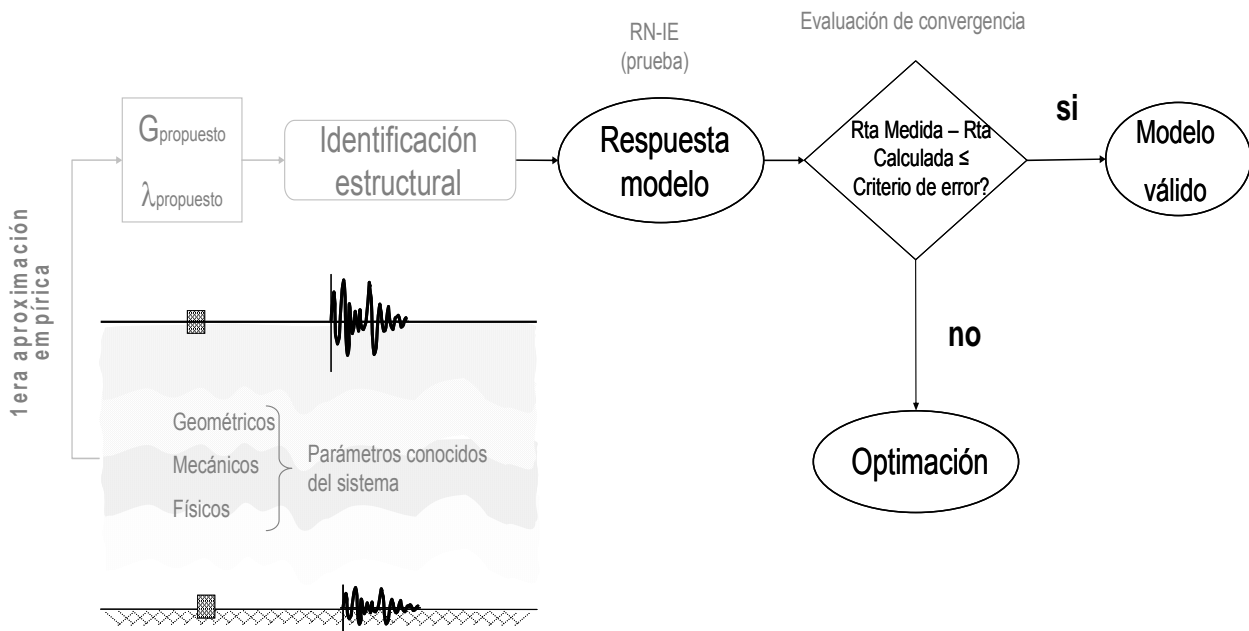 RN-IE
(prueba)
Evaluación de convergencia
1era aproximación
empírica
Gpropuesto
λpropuesto
Identificación
estructural
Respuesta
modelo
Rta Medida – Rta
Calculada ≤
Criterio de error?
si
Modelo
válido
no
Optimación
Geométricos
Mecánicos
Físicos
Parámetros conocidos
del sistema